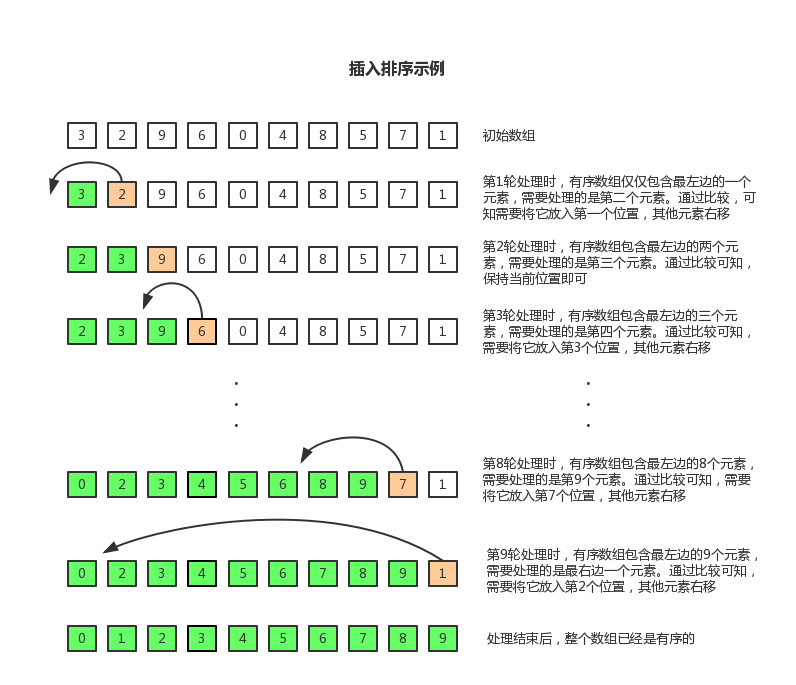 插入排序示例
3 2 9 6 0 4 8 5 7 1
初始数组
3 2 9 6 0 4 8 5 7 1
第1轮处理时，有序数组仅仅包含最左边的一个
元素，需要处理的是第二个元素。通过比较，可
知需要将它放入第一个位置，其他元素右移
2 3 9 6 0 4 8 5 7 1
第2轮处理时，有序数组包含最左边的两个元
素，需要处理的是第三个元素。通过比较可知，
保持当前位置即可
2 3 9 6 0 4 8 5 7 1
第3轮处理时，有序数组包含最左边的三个元
素，需要处理的是第四个元素。通过比较可知，
需要将它放入第3个位置，其他元素右移
0 2 3 4 5 6 8 9 7 1
第8轮处理时，有序数组包含最左边的8个元素，
需要处理的是第9个元素。通过比较可知，需要
将它放入第7个位置，其他元素右移
0 2 3 4 5 6 7 8 9 1
第9轮处理时，有序数组包含最左边的9个元素，
需要处理的是最右边一个元素。通过比较可知，
需要将它放入第2个位置，其他元素右移
0 1 2 3 4 5 6 7 8 9
处理结束后，整个数组已经是有序的